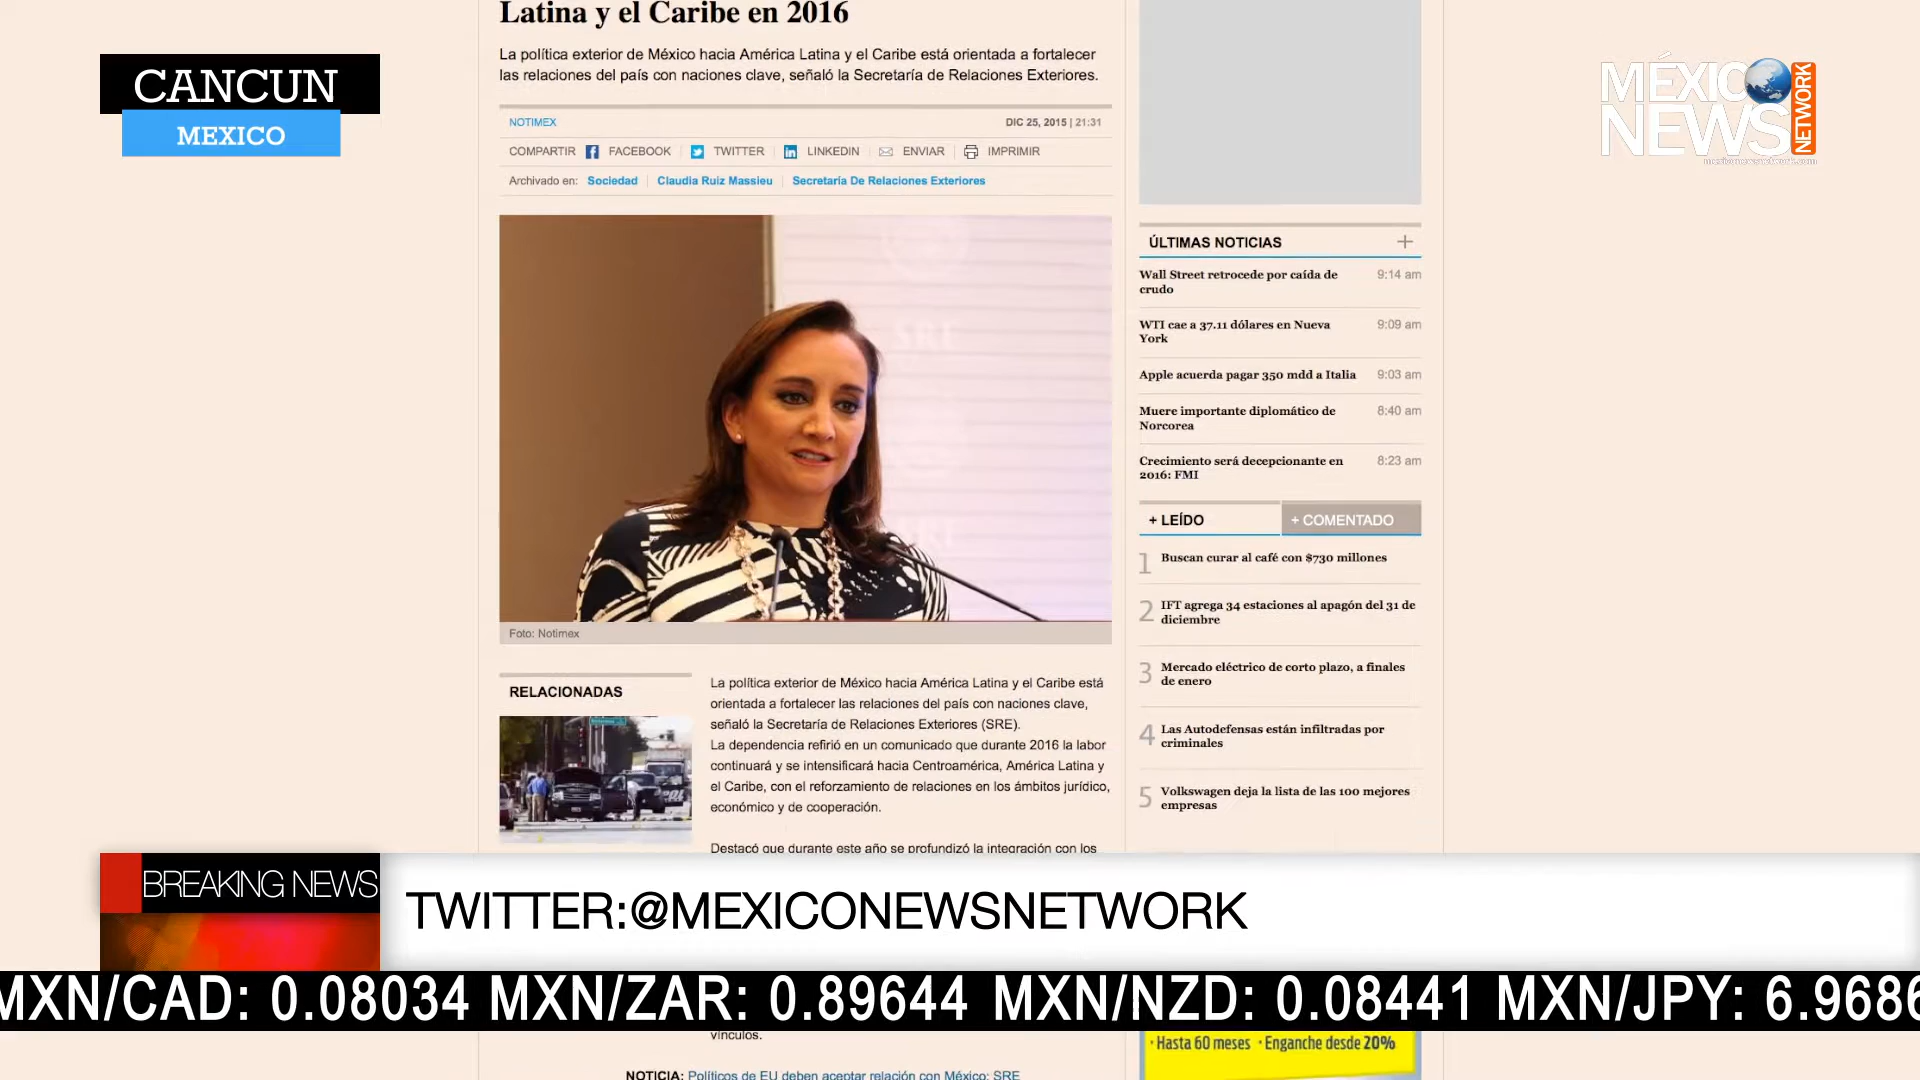 Latina y el Caribe en 2016
La política exterior de México hacia América Latina y el Caribe está orientada a fortalecer
las relaciones del país con naciones clave, señaló la Secretaría de Relaciones Exteriores.
CANCUN
MEXICO
MÉXICO
NEWS
NETWORK
mexiconewsnetwork.com
NOTIMEX
DIC 25, 2015 | 21:31
COMPARTIR FACEBOOK TWITTER LINKEDIN ENVIAR IMPRIMIR
Archivado en: Sociedad Claudia Ruiz Massieu Secretaría De Relaciones Exteriores
SRE
Foto: Notimex
RELACIONADAS
La política exterior de México hacia América Latina y el Caribe está
orientada a fortalecer las relaciones del país con naciones clave,
señaló la Secretaría de Relaciones Exteriores (SRE).
La dependencia refirió en un comunicado que durante 2016 la labor
continuará y se intensificará hacia Centroamérica, América Latina y
el Caribe, con el reforzamiento de relaciones en los ámbitos jurídico,
económico y de cooperación.
Destacó que durante este año se profundizó la integración con los
ÚLTIMAS NOTICIAS +
Wall Street retrocede por caída de
crudo
9:14 am
WTI cae a 37.11 dólares en Nueva
York
9:09 am
Apple acuerda pagar 350 mdd a Italia
9:03 am
Muere importante diplomático de
Norcorea
8:40 am
Crecimiento será decepcionante en
2016: FMI
8:23 am
+ LEÍDO
+ COMENTADO
1 Buscan curar al café con $730 millones
2 IFT agrega 34 estaciones al apagón del 31 de
diciembre
3 Mercado eléctrico de corto plazo, a finales
de enero
4 Las Autodefensas están infiltradas por
criminales
5 Volkswagen deja la lista de las 100 mejores
empresas
BREAKING NEWS
TWITTER:@MEXICONEWSNETWORK
MXN/CAD: 0.08034 MXN/ZAR: 0.89644 MXN/NZD: 0.08441 MXN/JPY: 6.9686
vínculos.
· Hasta 60 meses · Enganche desde 20%
NOTICIA: Políticos de EU deben aceptar relación con México: SRE